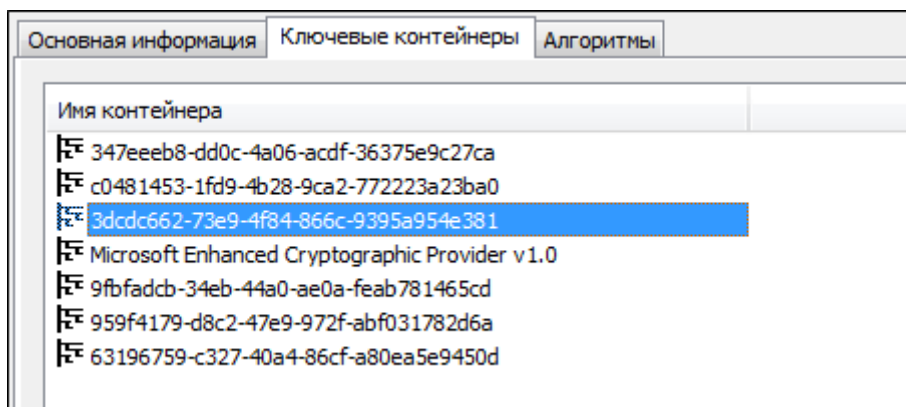 Основная информация Ключевые контейнеры Алгоритмы
Имя контейнера
347eeeb8-dd0c-4a06-acdf-36375e9c27ca
c0481453-1fd9-4b28-9ca2-772223a23ba0
3dcdc662-73e9-4f84-866c-9395a954e381
Microsoft Enhanced Cryptographic Provider v1.0
9fbfadcb-34eb-44a0-ae0a-feab781465cd
959f4179-d8c2-47e9-972f-abf031782d6a
63196759-c327-40a4-86cf-a80ea5e9450d